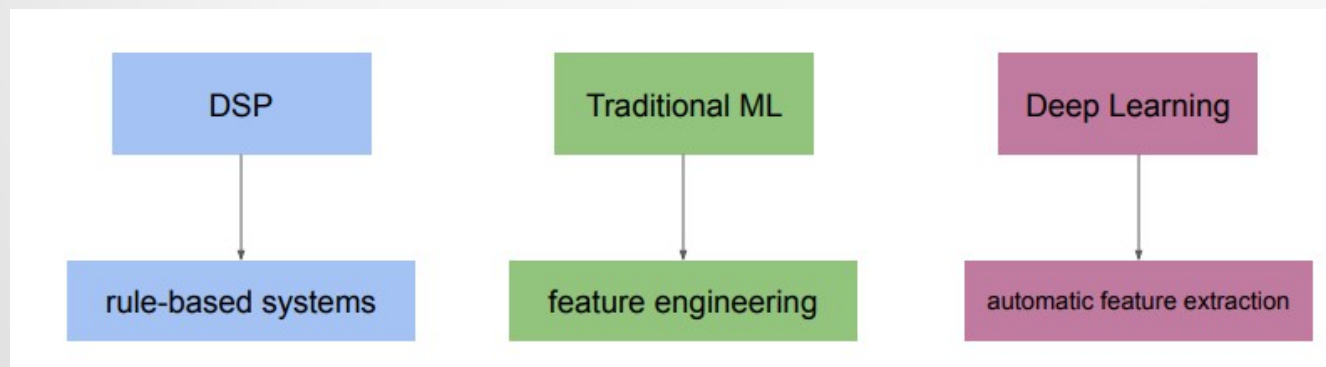 DSP
Traditional ML
Deep Learning
rule-based systems
feature engineering
automatic feature extraction